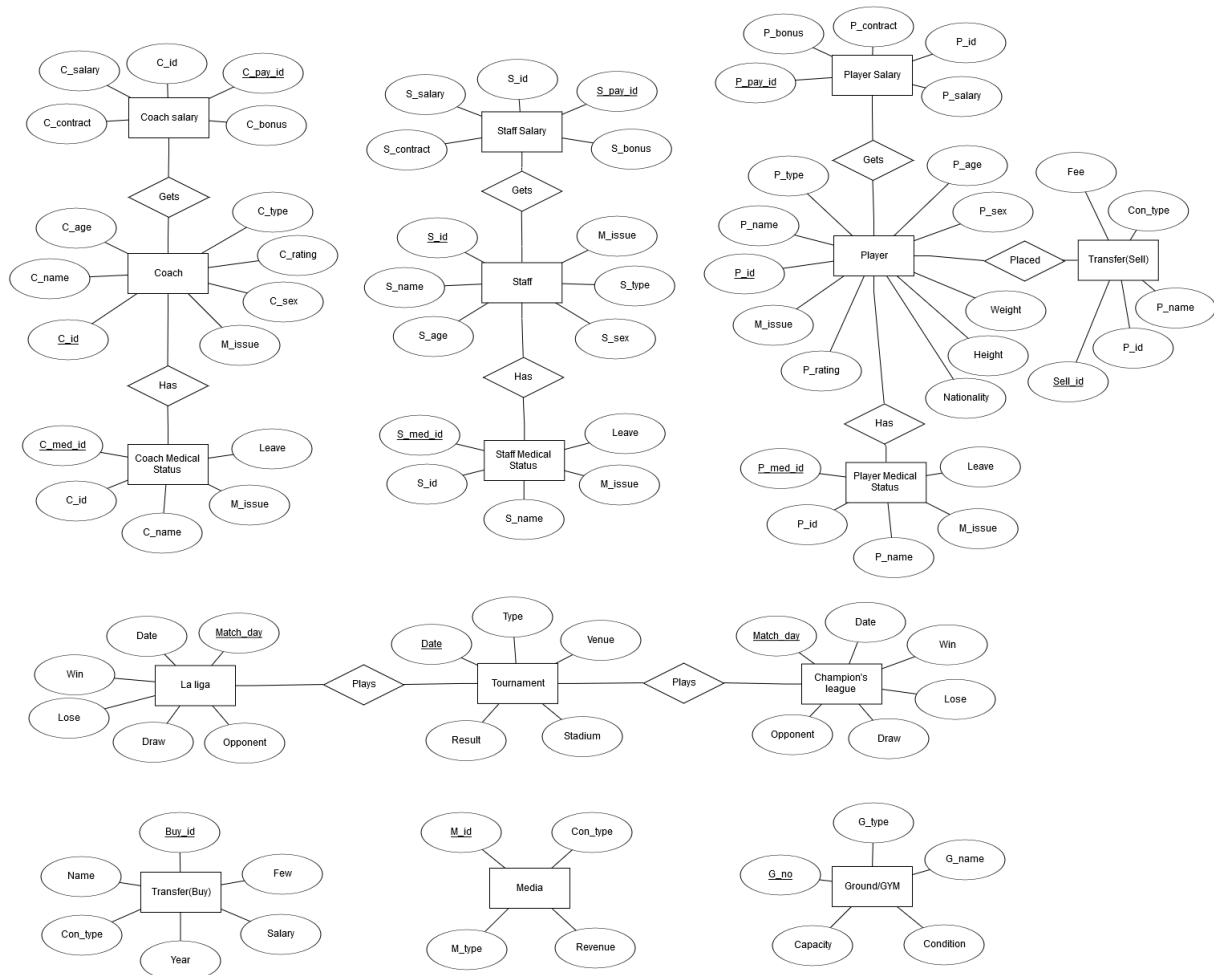 C_salary
C_id
C_pay_id
C_contract
Coach salary
C_bonus
Gets
C_age
C_type
C_name
Coach
C_rating
C_sex
C_id
M_issue
Has
C_med_id
Coach Medical
Status
Leave
C_id
M_issue
C_name
S_salary
S_id
S_pay_id
S_contract
Staff Salary
S_bonus
Gets
S_id
M_issue
S_name
Staff
S_type
S_age
S_sex
Has
S_med_id
Staff Medical
Status
Leave
S_id
M_issue
S_name
P_bonus
P_contract
P_id
P_pay_id
Player Salary
P_salary
Gets
P_type
P_age
P_name
P_sex
P_id
Player
Placed
Transfer(Sell)
Fee
Con_type
P_name
P_id
Sell_id
M_issue
Weight
P_rating
Height
Nationality
Has
P_med_id
Player Medical
Status
Leave
P_id
M_issue
P_name
Date
Match_day
Win
La liga
Lose
Draw
Opponent
Plays
Type
Date
Venue
Tournament
Result
Stadium
Plays
Match_day
Date
Win
Champion's
league
Lose
Opponent
Draw
Buy_id
Name
Few
Transfer(Buy)
Con_type
Salary
Year
M_id
Con_type
Media
M_type
Revenue
G_type
G_no
G_name
Ground/GYM
Capacity
Condition